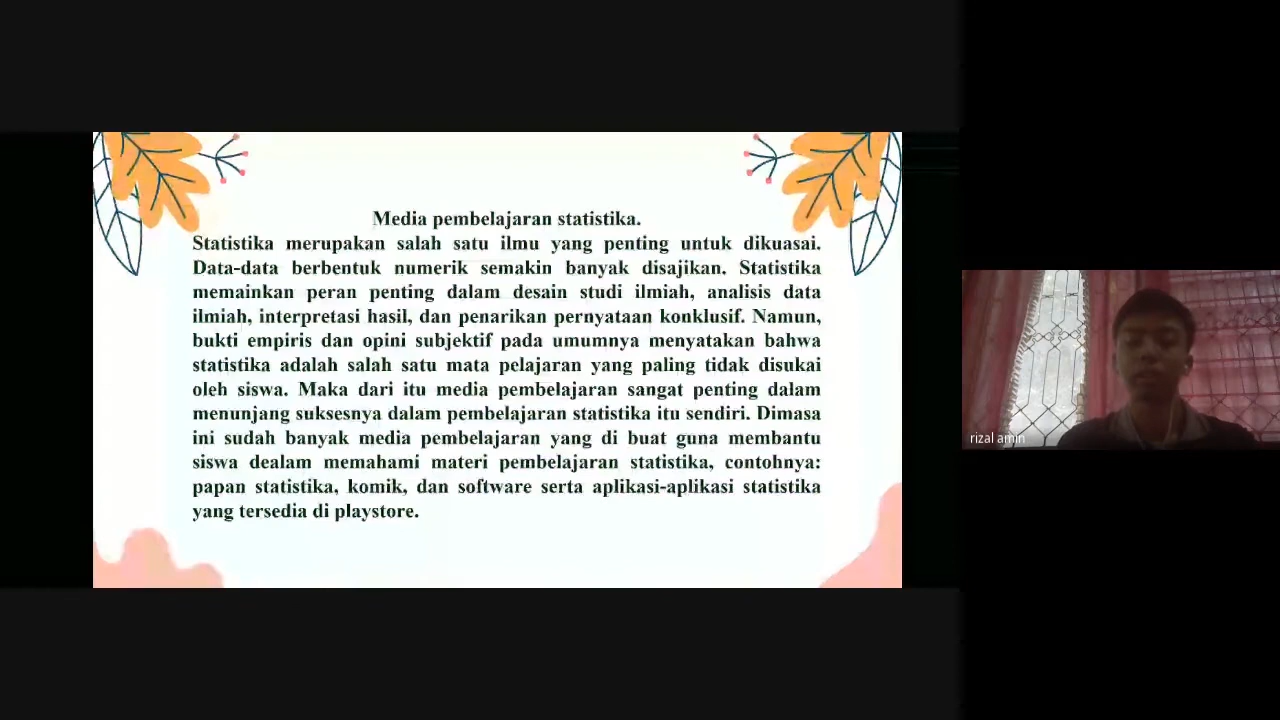 Media pembelajaran statistika.
Statistika merupakan salah satu ilmu yang penting untuk dikuasai.
Data-data berbentuk numerik semakin banyak disajikan. Statistika
memainkan peran penting dalam desain studi ilmiah, analisis data
ilmiah, interpretasi hasil, dan penarikan pernyataan konklusif. Namun,
bukti empiris dan opini subjektif pada umumnya menyatakan bahwa
statistika adalah salah satu mata pelajaran yang paling tidak disukai
oleh siswa. Maka dari itu media pembelajaran sangat penting dalam
menunjang suksesnya dalam pembelajaran statistika itu sendiri. Dimasa
ini sudah banyak media pembelajaran yang di buat guna membantu
siswa dealam memahami materi pembelajaran statistika, contohnya:
papan statistika, komik, dan software serta aplikasi-aplikasi statistika
yang tersedia di playstore.
rizal amin